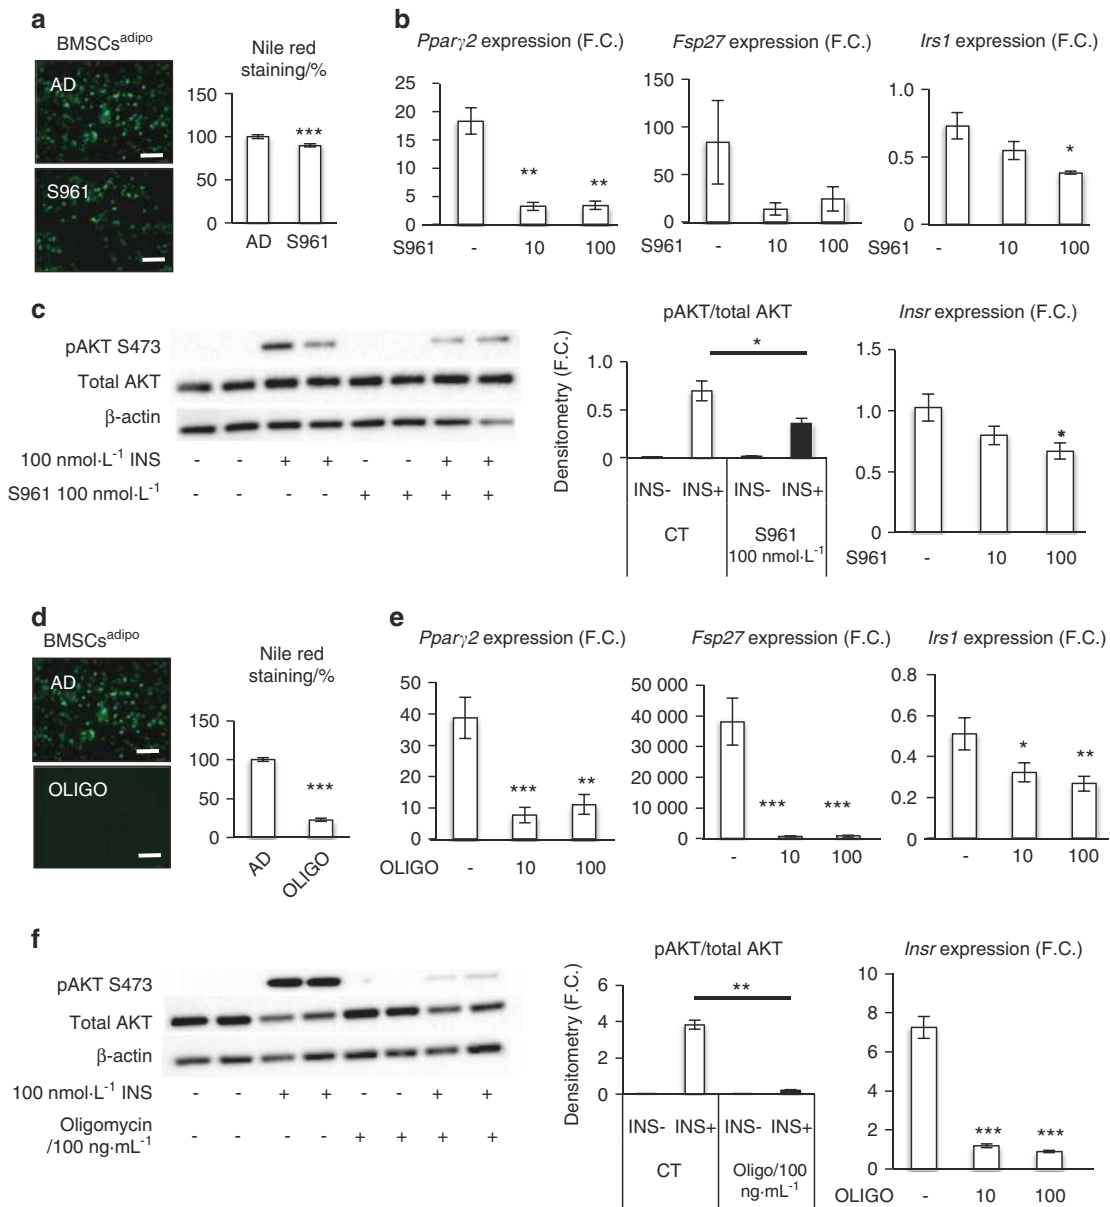 a
BMSCs^adipo
AD
S961
Nile red
staining/%
150
100
50
0
***
AD S961
b
Pparγ2 expression (F.C.)
25
20
15
10
5
0
**
**
S961 - 10 100
Fsp27 expression (F.C.)
150
100
50
0
S961 - 10 100
Irs1 expression (F.C.)
1.0
0.5
0
*
S961 - 10 100
c
pAKT S473
Total AKT
β-actin
100 nmol·L⁻¹ INS - - + + - - + +
S961 100 nmol·L⁻¹ - - - - + + + +
pAKT/total AKT
Densitometry (F.C.)
1.0
0.5
0
*
INS- INS+ INS- INS+
CT
S961
100 nmol·L⁻¹
Insr expression (F.C.)
1.5
1.0
0.5
0
*
S961 - 10 100
d
BMSCs^adipo
AD
OLIGO
Nile red
staining/%
150
100
50
0
***
AD OLIGO
e
Pparγ2 expression (F.C.)
50
40
30
20
10
0
***
**
OLIGO - 10 100
Fsp27 expression (F.C.)
50 000
40 000
30 000
20 000
10 000
0
***
***
- 10 100
Irs1 expression (F.C.)
0.8
0.6
0.4
0.2
0
*
**
- 10 100
f
pAKT S473
Total AKT
β-actin
100 nmol·L⁻¹ INS - - + + - - + +
Oligomycin
/100 ng·mL⁻¹ - - - - + + + +
pAKT/total AKT
Densitometry (F.C.)
6
4
2
0
**
INS- INS+ INS- INS+
CT
Oligo/100
ng·mL⁻¹
Insr expression (F.C.)
10
8
6
4
2
0
***
***
OLIGO - 10 100